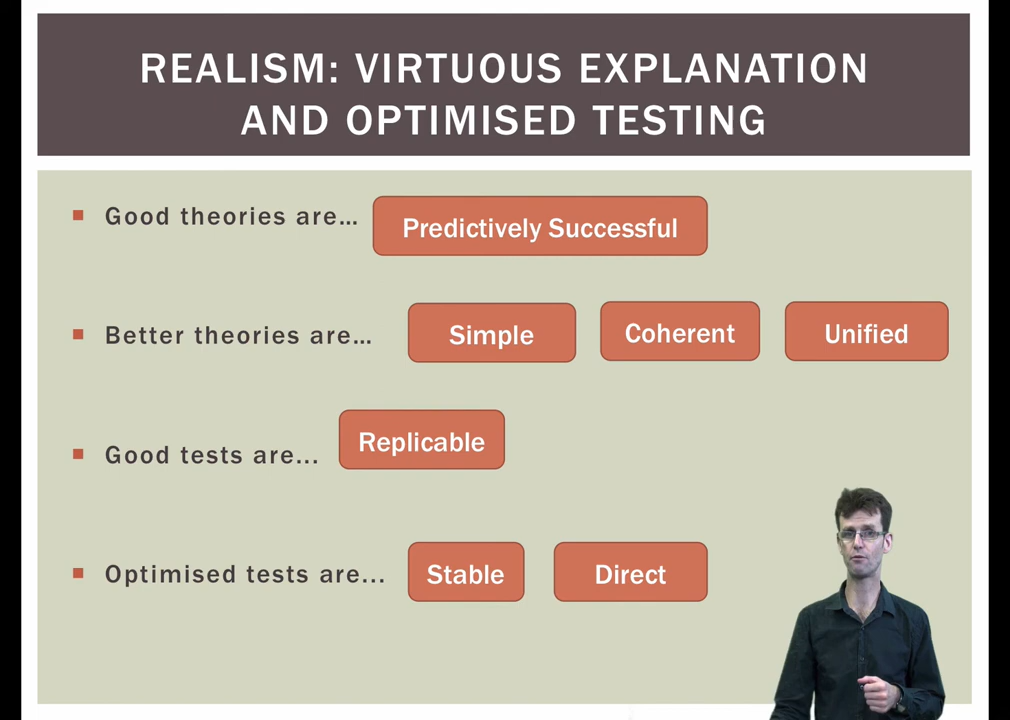 REALISM: VIRTUOUS EXPLANATION
AND OPTIMISED TESTING
Good theories are... Predictively Successful
Better theories are... Simple Coherent Unified
Good tests are... Replicable
Optimised tests are... Stable Direct